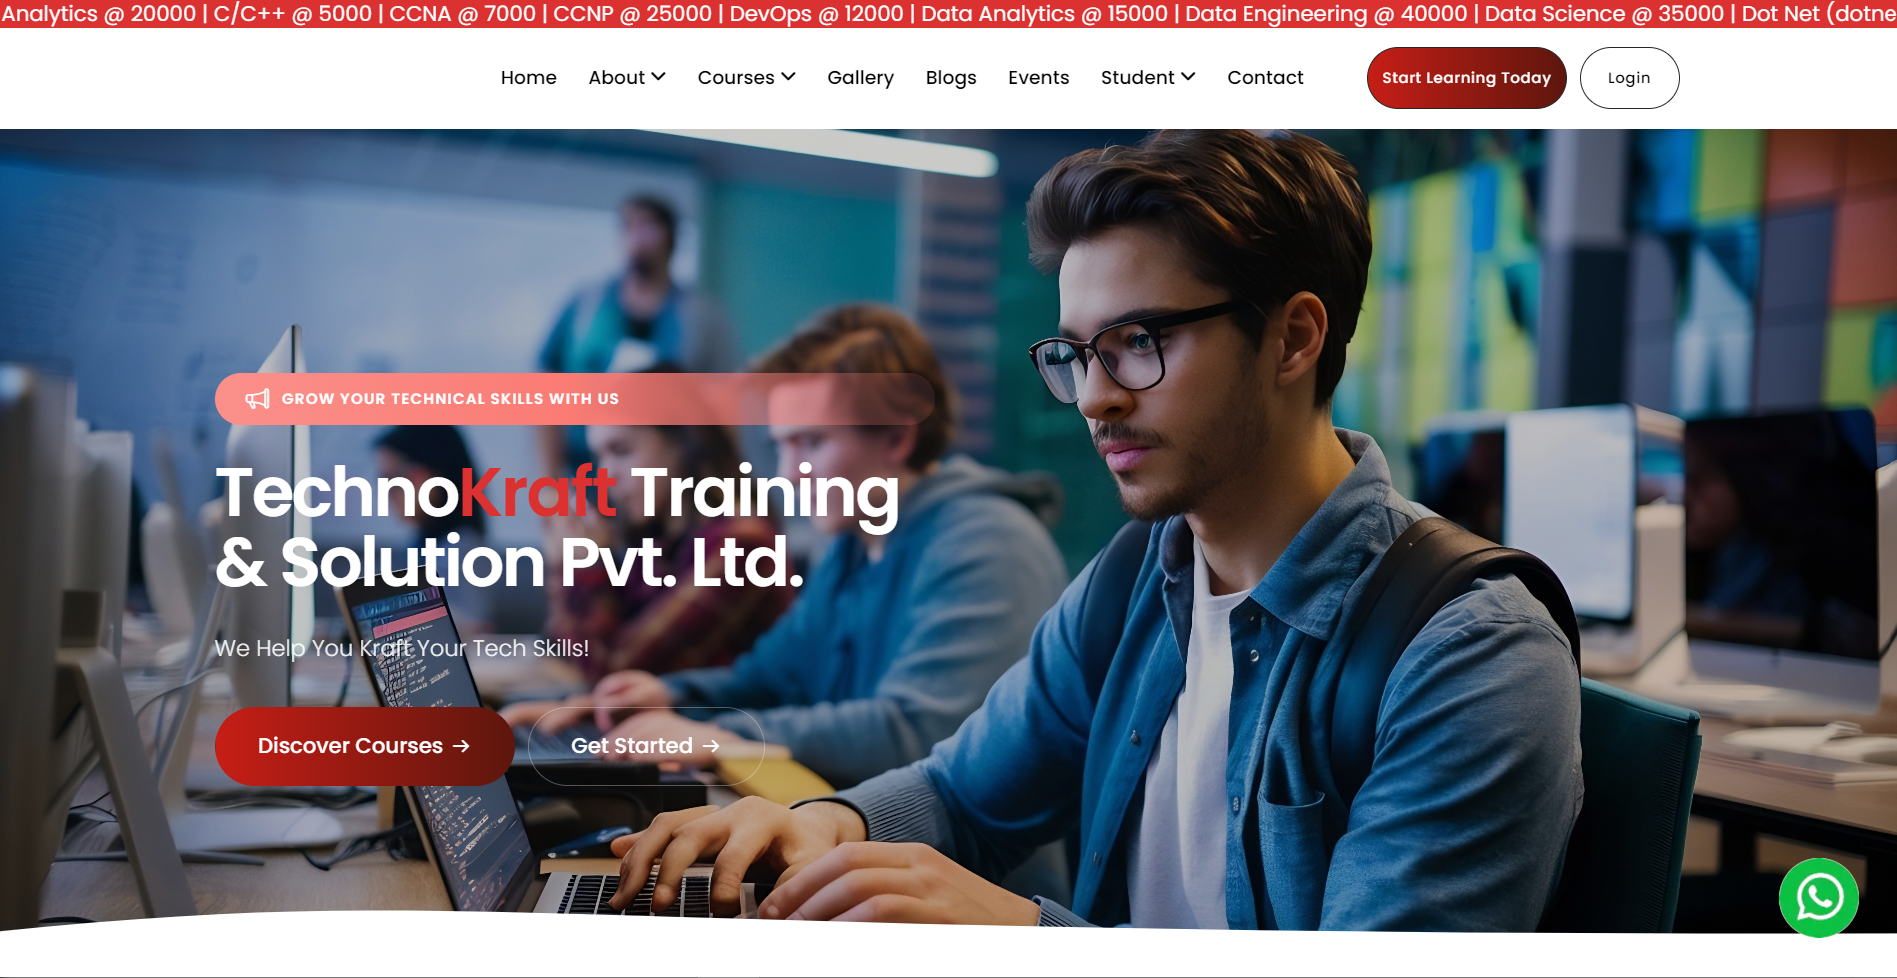 Analytics @ 20000 | C/C++ @ 5000 | CCNA @ 7000 | CCNP @ 25000 | DevOps @ 12000 | Data Analytics @ 15000 | Data Engineering @ 40000 | Data Science @ 35000 | Dot Net (dotne
Home About Courses Gallery Blogs Events Student Contact Start Learning Today Login
GROW YOUR TECHNICAL SKILLS WITH US
TechnoKraft Training
& Solution Pvt. Ltd.
We Help You Kraft Your Tech Skills!
Discover Courses → Get Started →